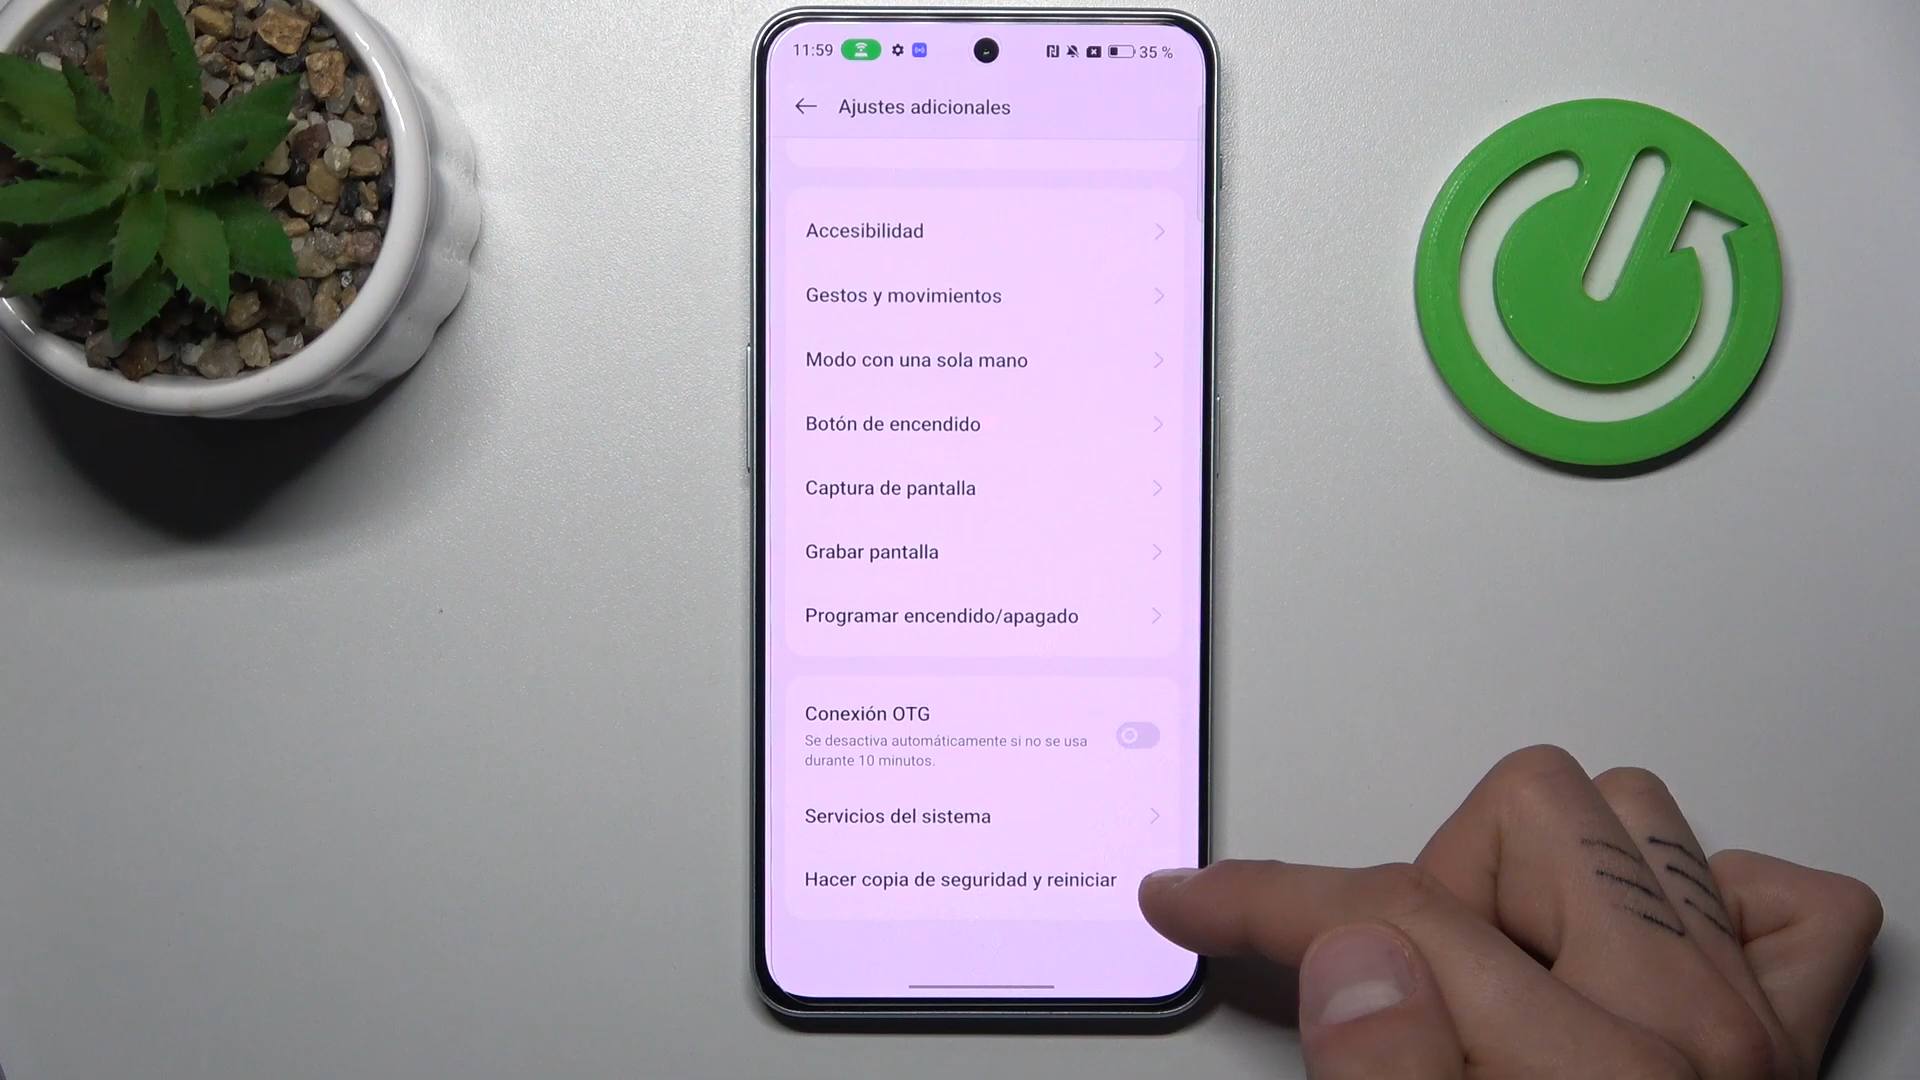 11:59
35 %
Ajustes adicionales
Accesibilidad
Gestos y movimientos
Modo con una sola mano
Botón de encendido
Captura de pantalla
Grabar pantalla
Programar encendido/apagado
Conexión OTG
Se desactiva automáticamente si no se usa
durante 10 minutos.
Servicios del sistema
Hacer copia de seguridad y reiniciar